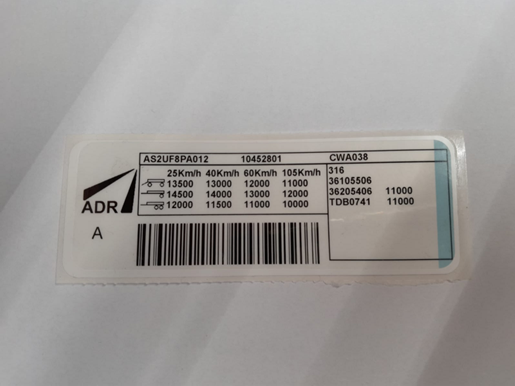 AS2UF8PA012 10452801 CWA038
25Km/h 40Km/h 60Km/h 105Km/h
13500 13000 12000 11000
14500 14000 13000 12000
12000 11500 11000 10000
316
36105506
36205406 11000
TDB0741 11000
ADR
A